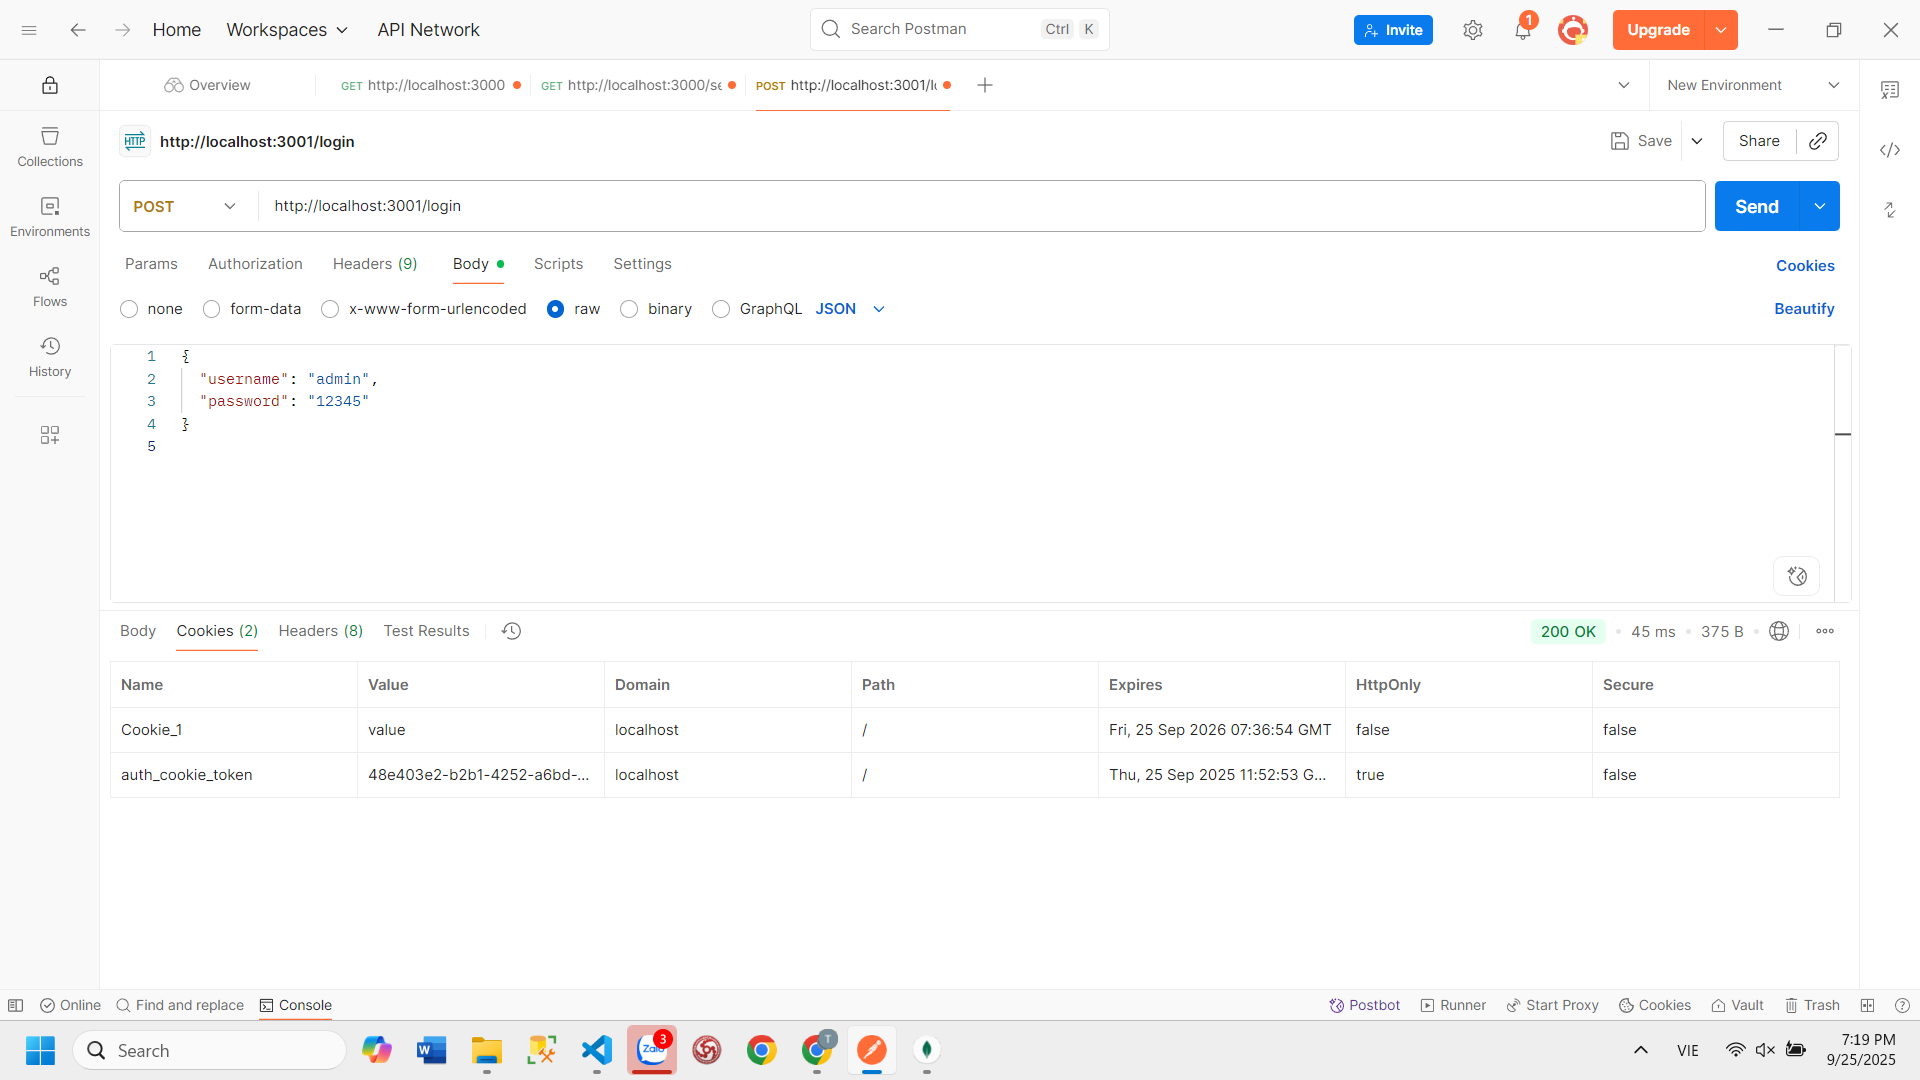 Home
Workspaces
API Network
Search Postman
Ctrl K
Invite
1
Upgrade
Overview
GET http://localhost:3000
GET http://localhost:3000/se
POST http://localhost:3001/lo
New Environment
Collections
Environments
Flows
History
HTTP
http://localhost:3001/login
Save
Share
POST
http://localhost:3001/login
Send
Params
Authorization
Headers (9)
Body
Scripts
Settings
Cookies
none
form-data
x-www-form-urlencoded
raw
binary
GraphQL
JSON
Beautify
1 {
2 "username": "admin",
3 "password": "12345"
4 }
5
Body
Cookies (2)
Headers (8)
Test Results
200 OK
45 ms
375 B
Name Value Domain Path Expires HttpOnly Secure
Cookie_1 value localhost / Fri, 25 Sep 2026 07:36:54 GMT false false
auth_cookie_token 48e403e2-b2b1-4252-a6bd-... localhost / Thu, 25 Sep 2025 11:52:53 G... true false
Online
Find and replace
Console
Postbot
Runner
Start Proxy
Cookies
Vault
Trash
Search
Zalo
3
T
VIE
7:19 PM
9/25/2025